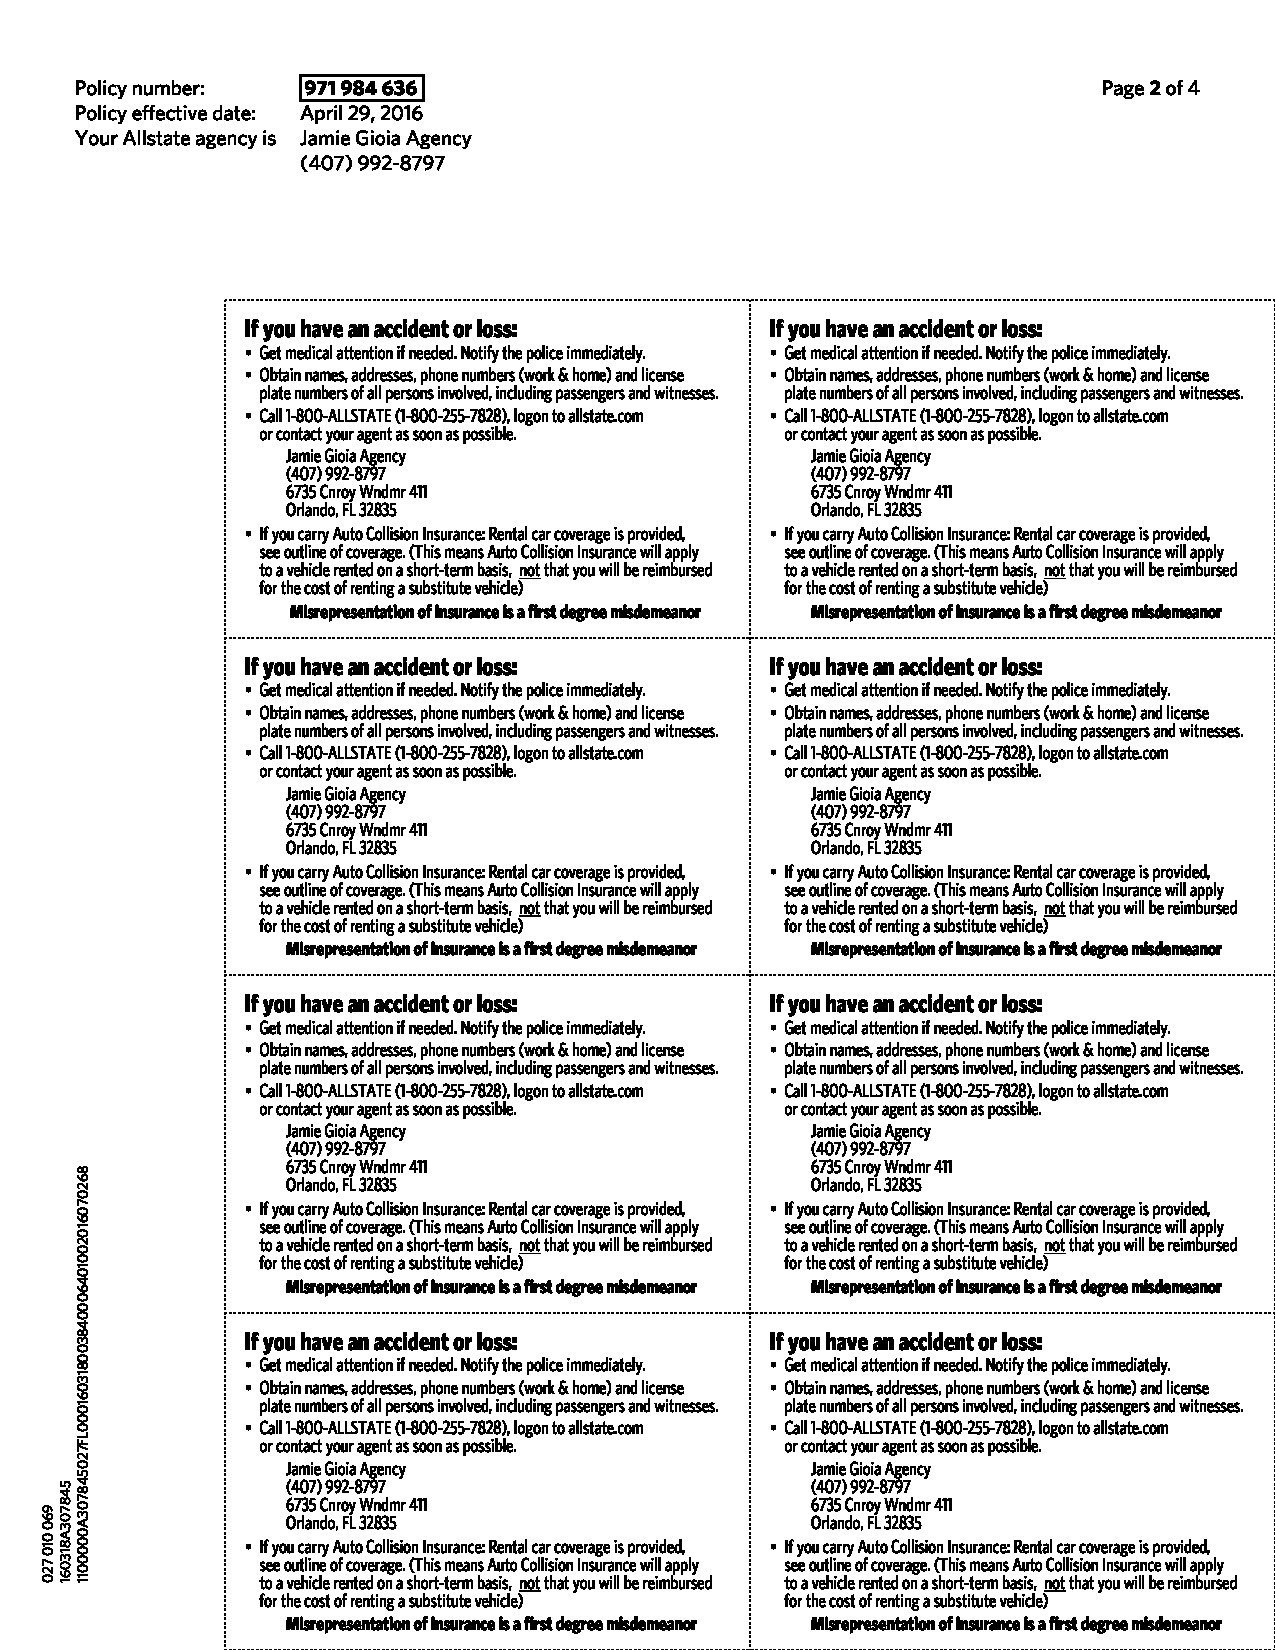 Policy number: 971 984 636
Page 2 of 4
Policy effective date: April 29, 2016
Your Allstate agency is Jamie Gioia Agency
(407) 992-8797
If you have an accident or loss:
▪ Get medical attention if needed. Notify the police immediately.
▪ Obtain names, addresses, phone numbers (work & home) and license
plate numbers of all persons involved, including passengers and witnesses.
▪ Call 1-800-ALLSTATE (1-800-255-7828), logon to allstate.com
or contact your agent as soon as possible.
Jamie Gioia Agency
(407) 992-8797
6735 Cnroy Wndmr 411
Orlando, FL 32835
▪ If you carry Auto Collision Insurance: Rental car coverage is provided,
see outline of coverage. (This means Auto Collision Insurance will apply
to a vehicle rented on a short-term basis, not that you will be reimbursed
for the cost of renting a substitute vehicle)
Misrepresentation of insurance is a first degree misdemeanor
If you have an accident or loss:
▪ Get medical attention if needed. Notify the police immediately.
▪ Obtain names, addresses, phone numbers (work & home) and license
plate numbers of all persons involved, including passengers and witnesses.
▪ Call 1-800-ALLSTATE (1-800-255-7828), logon to allstate.com
or contact your agent as soon as possible.
Jamie Gioia Agency
(407) 992-8797
6735 Cnroy Wndmr 411
Orlando, FL 32835
▪ If you carry Auto Collision Insurance: Rental car coverage is provided,
see outline of coverage. (This means Auto Collision Insurance will apply
to a vehicle rented on a short-term basis, not that you will be reimbursed
for the cost of renting a substitute vehicle)
Misrepresentation of insurance is a first degree misdemeanor
If you have an accident or loss:
▪ Get medical attention if needed. Notify the police immediately.
▪ Obtain names, addresses, phone numbers (work & home) and license
plate numbers of all persons involved, including passengers and witnesses.
▪ Call 1-800-ALLSTATE (1-800-255-7828), logon to allstate.com
or contact your agent as soon as possible.
Jamie Gioia Agency
(407) 992-8797
6735 Cnroy Wndmr 411
Orlando, FL 32835
▪ If you carry Auto Collision Insurance: Rental car coverage is provided,
see outline of coverage. (This means Auto Collision Insurance will apply
to a vehicle rented on a short-term basis, not that you will be reimbursed
for the cost of renting a substitute vehicle)
Misrepresentation of insurance is a first degree misdemeanor
If you have an accident or loss:
▪ Get medical attention if needed. Notify the police immediately.
▪ Obtain names, addresses, phone numbers (work & home) and license
plate numbers of all persons involved, including passengers and witnesses.
▪ Call 1-800-ALLSTATE (1-800-255-7828), logon to allstate.com
or contact your agent as soon as possible.
Jamie Gioia Agency
(407) 992-8797
6735 Cnroy Wndmr 411
Orlando, FL 32835
▪ If you carry Auto Collision Insurance: Rental car coverage is provided,
see outline of coverage. (This means Auto Collision Insurance will apply
to a vehicle rented on a short-term basis, not that you will be reimbursed
for the cost of renting a substitute vehicle)
Misrepresentation of insurance is a first degree misdemeanor
If you have an accident or loss:
▪ Get medical attention if needed. Notify the police immediately.
▪ Obtain names, addresses, phone numbers (work & home) and license
plate numbers of all persons involved, including passengers and witnesses.
▪ Call 1-800-ALLSTATE (1-800-255-7828), logon to allstate.com
or contact your agent as soon as possible.
Jamie Gioia Agency
(407) 992-8797
6735 Cnroy Wndmr 411
Orlando, FL 32835
▪ If you carry Auto Collision Insurance: Rental car coverage is provided,
see outline of coverage. (This means Auto Collision Insurance will apply
to a vehicle rented on a short-term basis, not that you will be reimbursed
for the cost of renting a substitute vehicle)
Misrepresentation of insurance is a first degree misdemeanor
If you have an accident or loss:
▪ Get medical attention if needed. Notify the police immediately.
▪ Obtain names, addresses, phone numbers (work & home) and license
plate numbers of all persons involved, including passengers and witnesses.
▪ Call 1-800-ALLSTATE (1-800-255-7828), logon to allstate.com
or contact your agent as soon as possible.
Jamie Gioia Agency
(407) 992-8797
6735 Cnroy Wndmr 411
Orlando, FL 32835
▪ If you carry Auto Collision Insurance: Rental car coverage is provided,
see outline of coverage. (This means Auto Collision Insurance will apply
to a vehicle rented on a short-term basis, not that you will be reimbursed
for the cost of renting a substitute vehicle)
Misrepresentation of insurance is a first degree misdemeanor
If you have an accident or loss:
▪ Get medical attention if needed. Notify the police immediately.
▪ Obtain names, addresses, phone numbers (work & home) and license
plate numbers of all persons involved, including passengers and witnesses.
▪ Call 1-800-ALLSTATE (1-800-255-7828), logon to allstate.com
or contact your agent as soon as possible.
Jamie Gioia Agency
(407) 992-8797
6735 Cnroy Wndmr 411
Orlando, FL 32835
▪ If you carry Auto Collision Insurance: Rental car coverage is provided,
see outline of coverage. (This means Auto Collision Insurance will apply
to a vehicle rented on a short-term basis, not that you will be reimbursed
for the cost of renting a substitute vehicle)
Misrepresentation of insurance is a first degree misdemeanor
If you have an accident or loss:
▪ Get medical attention if needed. Notify the police immediately.
▪ Obtain names, addresses, phone numbers (work & home) and license
plate numbers of all persons involved, including passengers and witnesses.
▪ Call 1-800-ALLSTATE (1-800-255-7828), logon to allstate.com
or contact your agent as soon as possible.
Jamie Gioia Agency
(407) 992-8797
6735 Cnroy Wndmr 411
Orlando, FL 32835
▪ If you carry Auto Collision Insurance: Rental car coverage is provided,
see outline of coverage. (This means Auto Collision Insurance will apply
to a vehicle rented on a short-term basis, not that you will be reimbursed
for the cost of renting a substitute vehicle)
Misrepresentation of insurance is a first degree misdemeanor
027 010 069
160318A307845
1100000A307845027FL00016031800384000640100201607026​8